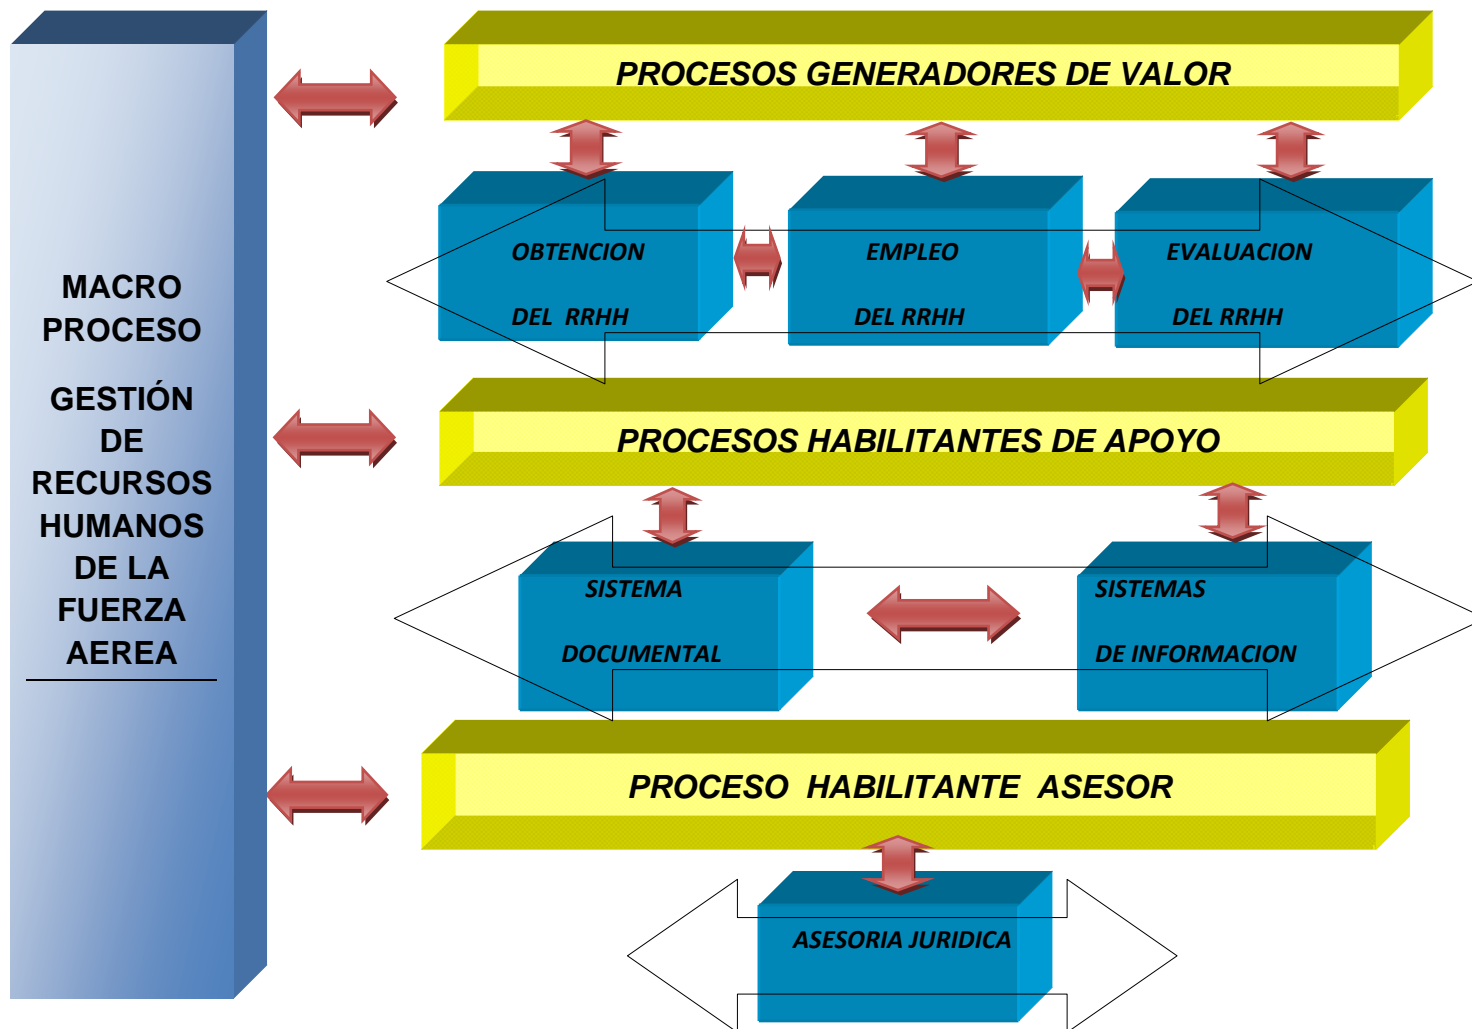 MACRO
PROCESO
GESTIÓN
DE
RECURSOS
HUMANOS
DE LA
FUERZA
AEREA
PROCESOS GENERADORES DE VALOR
OBTENCION
DEL RRHH
EMPLEO
DEL RRHH
EVALUACION
DEL RRHH
PROCESOS HABILITANTES DE APOYO
SISTEMA
DOCUMENTAL
SISTEMAS
DE INFORMACION
PROCESO HABILITANTE ASESOR
ASESORIA JURIDICA